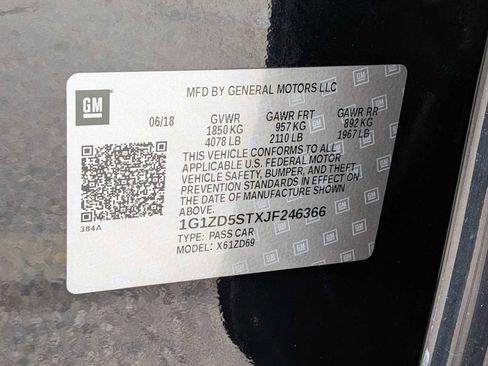 GM
MFD BY GENERAL MOTORS LLC
06/18 GVWR GAWR FRT GAWR RR
1850 KG 957 KG 892 KG
4078 LB 2110 LB 1967 LB
THIS VEHICLE CONFORMS TO ALL
APPLICABLE U.S. FEDERAL MOTOR
VEHICLE SAFETY, BUMPER, AND THEFT
PREVENTION STANDARDS IN EFFECT
ON THE DATE OF MANUFACTURE SHOWN
ABOVE.
384A
1G1ZD5STXJF246366
TYPE: PASS CAR
MODEL: X61ZD69